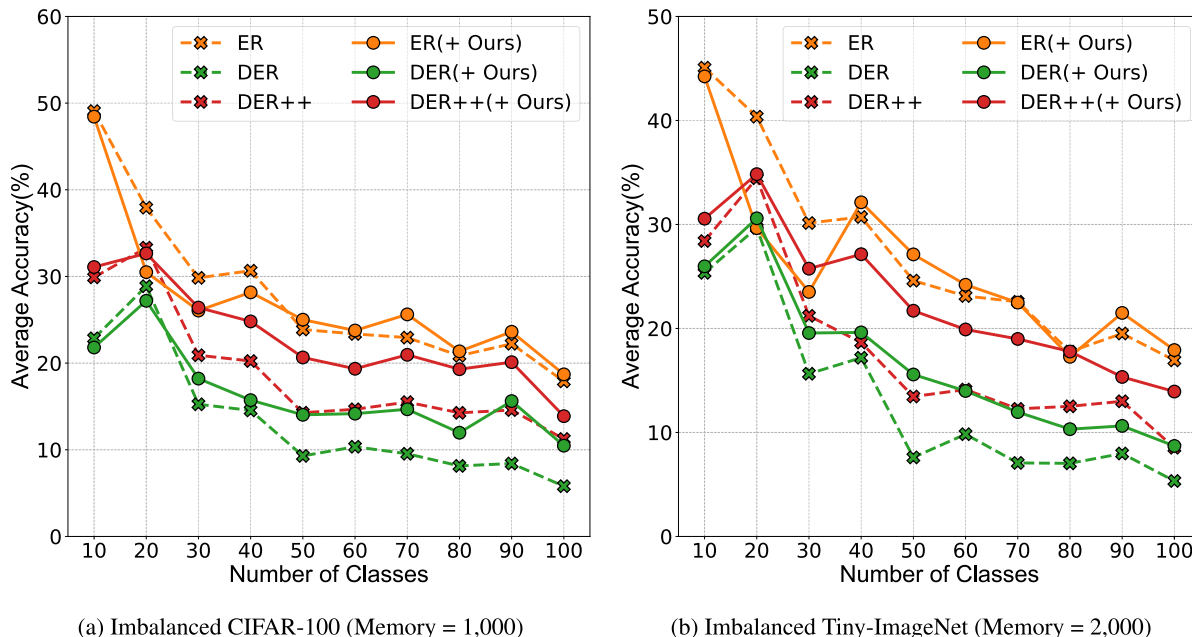 60
50
40
30
20
10
0
Average Accuracy(%)
ER
DER
DER++
ER(+ Ours)
DER(+ Ours)
DER++(+ Ours)
10 20 30 40 50 60 70 80 90 100
Number of Classes
(a) Imbalanced CIFAR-100 (Memory = 1,000)
50
40
30
20
10
0
Average Accuracy(%)
ER
DER
DER++
ER(+ Ours)
DER(+ Ours)
DER++(+ Ours)
10 20 30 40 50 60 70 80 90 100
Number of Classes
(b) Imbalanced Tiny-ImageNet (Memory = 2,000)